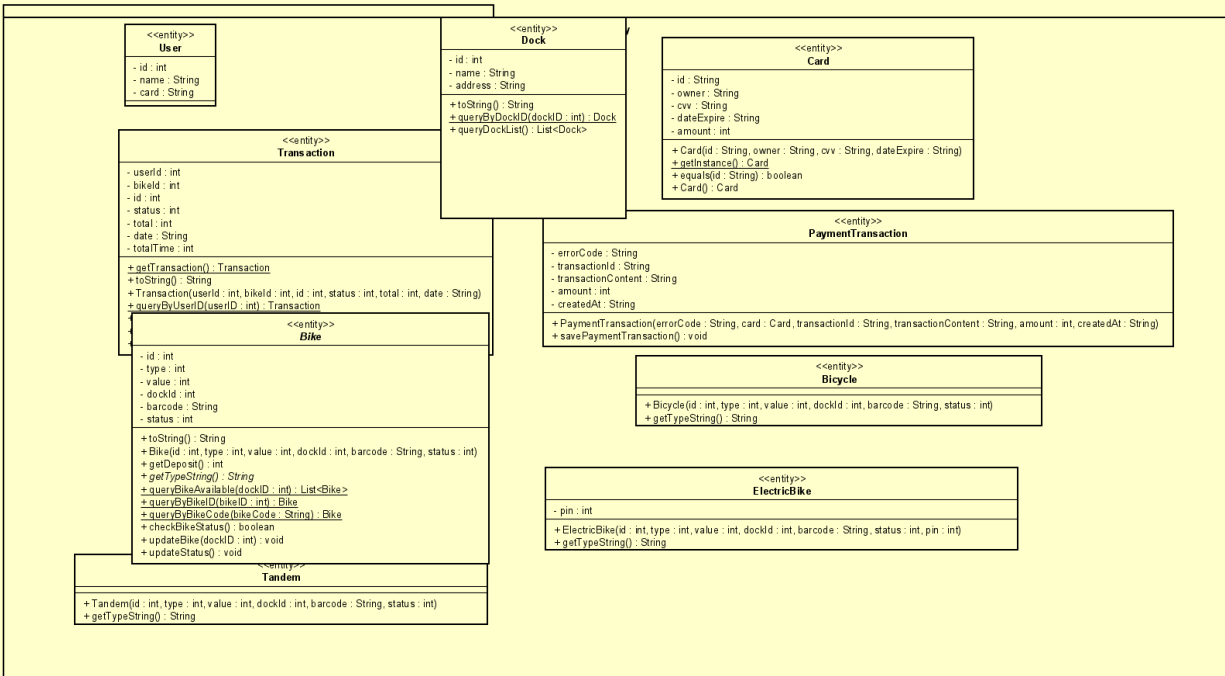 <<entity>>
User
- id : int
- name : String
- card : String
<<entity>>
Dock
- id : int
- name : String
- address : String
+ toString() : String
+ queryByDockID(dockID : int) : Dock
+ queryDockList() : List<Dock>
<<entity>>
Card
- id : String
- owner : String
- cvv : String
- dateExpire : String
- amount : int
+ Card(id : String, owner : String, cvv : String, dateExpire : String)
+ getInstance() : Card
+ equals(id : String) : boolean
+ Card() : Card
<<entity>>
Transaction
- userId : int
- bikeId : int
- id : int
- status : int
- total : int
- date : String
- totalTime : int
+ getTransaction() : Transaction
+ toString() : String
+ Transaction(userId : int, bikeId : int, id : int, status : int, total : int, date : String)
+ queryByUserID(userID : int) : Transaction
<<entity>>
PaymentTransaction
- errorCode : String
- transactionId : String
- transactionContent : String
- amount : int
- createdAt : String
+ PaymentTransaction(errorCode : String, card : Card, transactionId : String, transactionContent : String, amount : int, createdAt : String)
+ savePaymentTransaction() : void
<<entity>>
Bike
- id : int
- type : int
- value : int
- dockId : int
- barcode : String
- status : int
+ toString() : String
+ Bike(id : int, type : int, value : int, dockId : int, barcode : String, status : int)
+ getDeposit() : int
+ getTypeString() : String
+ queryBikeAvailable(dockID : int) : List<Bike>
+ queryByBikeID(bikeID : int) : Bike
+ queryByBikeCode(bikeCode : String) : Bike
+ checkBikeStatus() : boolean
+ updateBike(dockID : int) : void
+ updateStatus() : void
<<entity>>
Bicycle
+ Bicycle(id : int, type : int, value : int, dockId : int, barcode : String, status : int)
+ getTypeString() : String
<<entity>>
ElectricBike
- pin : int
+ ElectricBike(id : int, type : int, value : int, dockId : int, barcode : String, status : int, pin : int)
+ getTypeString() : String
<<entity>>
Tandem
+ Tandem(id : int, type : int, value : int, dockId : int, barcode : String, status : int)
+ getTypeString() : String